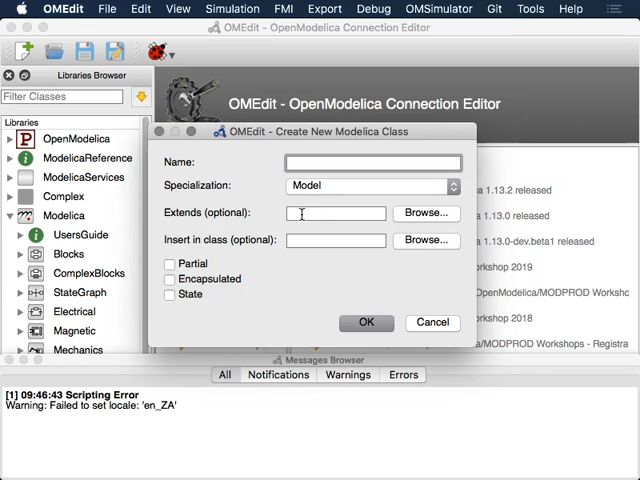 OMEdit File Edit View Simulation FMI Export Debug OMSimulator Git Tools Help
OMEdit - OpenModelica Connection Editor
Libraries Browser
Filter Classes
OMEdit - OpenModelica Connection Editor
Libraries
P OpenModelica
ModelicaReference
ModelicaServices
Complex
Modelica
UsersGuide
Blocks
ComplexBlocks
StateGraph
Electrical
Magnetic
Mechanics
OMEdit - Create New Modelica Class
Name:
Specialization: Model
Extends (optional): Browse...
Insert in class (optional): Browse...
Partial
Encapsulated
State
OK Cancel
a 1.13.2 released
a 1.13.0 released
a 1.13.0-dev.beta1 released
orkshop 2019
OpenModelica/MODPROD Worksho
orkshop 2018
a/MODPROD Workshops - Registra
Messages Browser
All Notifications Warnings Errors
[1] 09:46:43 Scripting Error
Warning: Failed to set locale: 'en_ZA'